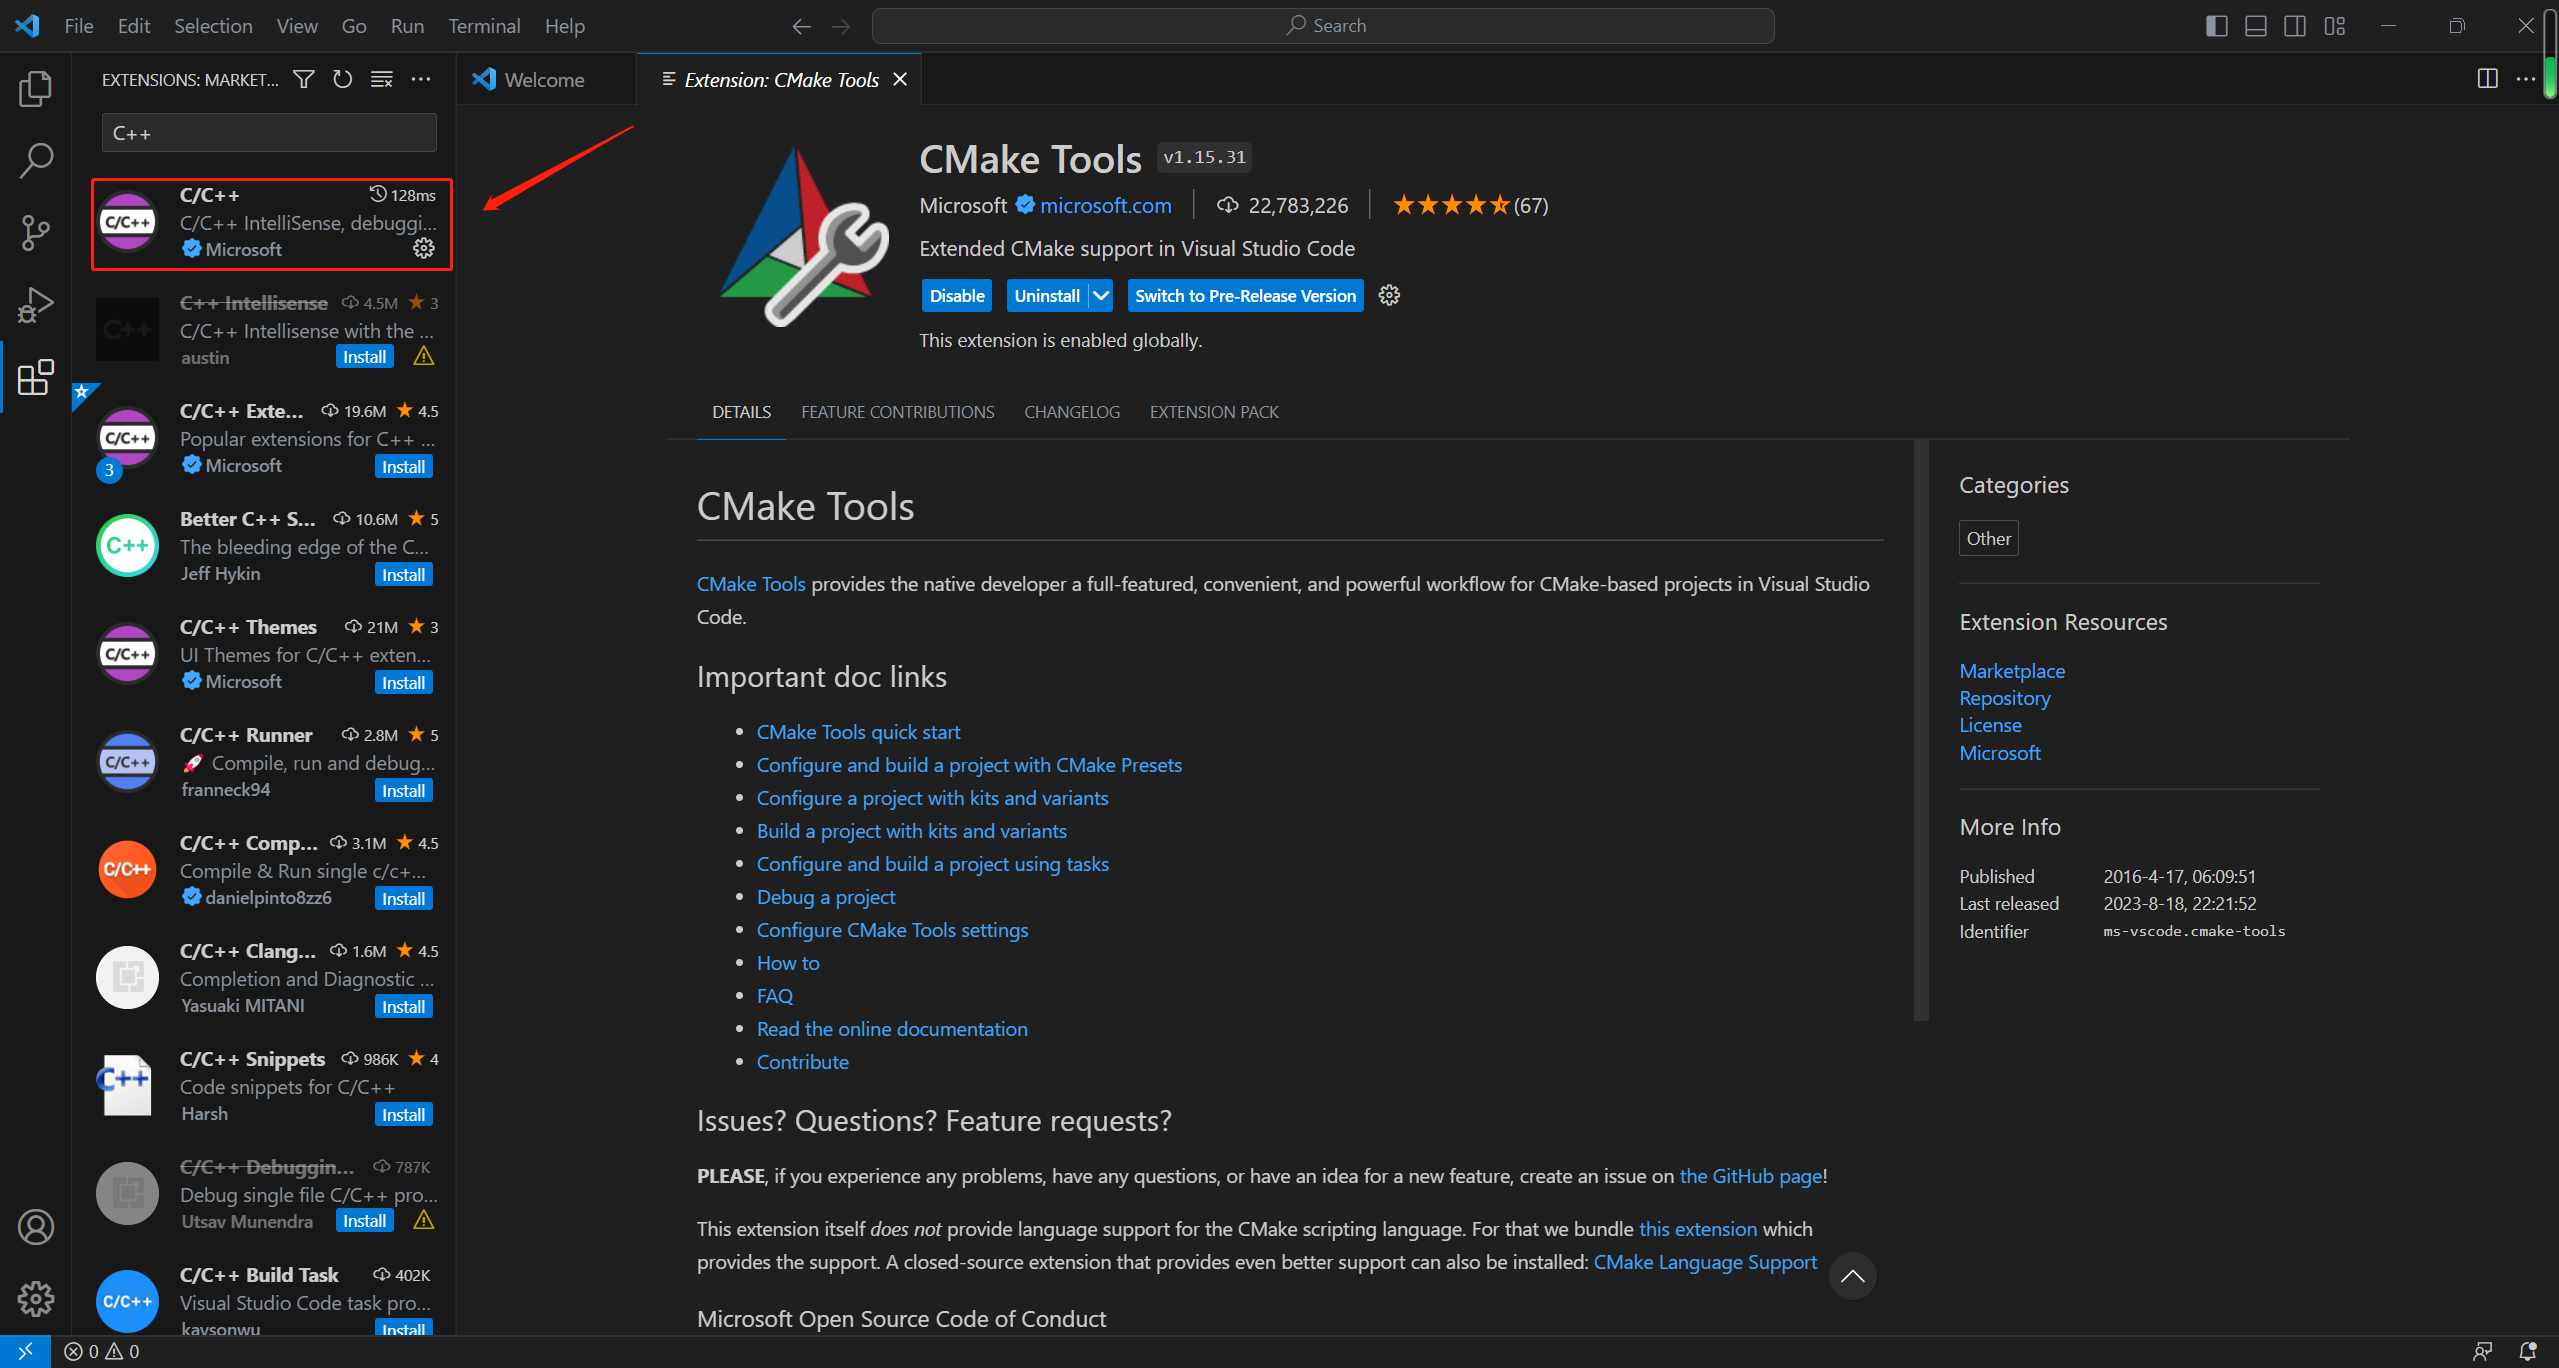 File Edit Selection View Go Run Terminal Help
Search
EXTENSIONS: MARKET...
Welcome
Extension: CMake Tools
C++
C/C++ 128ms
C/C++ IntelliSense, debuggi...
Microsoft
C++ Intellisense 4.5M 3
C/C++ Intellisense with the ...
austin Install
C/C++ Exte... 19.6M 4.5
Popular extensions for C++ ...
Microsoft Install
3
Better C++ S... 10.6M 5
The bleeding edge of the C...
Jeff Hykin Install
C/C++ Themes 21M 3
UI Themes for C/C++ exten...
Microsoft Install
C/C++ Runner 2.8M 5
🚀 Compile, run and debug...
franneck94 Install
C/C++ Comp... 3.1M 4.5
Compile & Run single c/c+...
danielpinto8zz6 Install
C/C++ Clang... 1.6M 4.5
Completion and Diagnostic ...
Yasuaki MITANI Install
C/C++ Snippets 986K 4
Code snippets for C/C++
Harsh Install
C/C++ Debuggin... 787K
Debug single file C/C++ pro...
Utsav Munendra Install
C/C++ Build Task 402K
Visual Studio Code task pro...
kaysonwu Install
CMake Tools v1.15.31
Microsoft microsoft.com 22,783,226 (67)
Extended CMake support in Visual Studio Code
Disable Uninstall Switch to Pre-Release Version
This extension is enabled globally.
DETAILS FEATURE CONTRIBUTIONS CHANGELOG EXTENSION PACK
CMake Tools
CMake Tools provides the native developer a full-featured, convenient, and powerful workflow for CMake-based projects in Visual Studio
Code.
Important doc links
• CMake Tools quick start
• Configure and build a project with CMake Presets
• Configure a project with kits and variants
• Build a project with kits and variants
• Configure and build a project using tasks
• Debug a project
• Configure CMake Tools settings
• How to
• FAQ
• Read the online documentation
• Contribute
Issues? Questions? Feature requests?
PLEASE, if you experience any problems, have any questions, or have an idea for a new feature, create an issue on the GitHub page!
This extension itself does not provide language support for the CMake scripting language. For that we bundle this extension which
provides the support. A closed-source extension that provides even better support can also be installed: CMake Language Support
Microsoft Open Source Code of Conduct
Categories
Other
Extension Resources
Marketplace
Repository
License
Microsoft
More Info
Published 2016-4-17, 06:09:51
Last released 2023-8-18, 22:21:52
Identifier ms-vscode.cmake-tools
0 0
C/C++
C++
C/C++
C++
C/C++
C/C++
C/C++
C++
C/C++